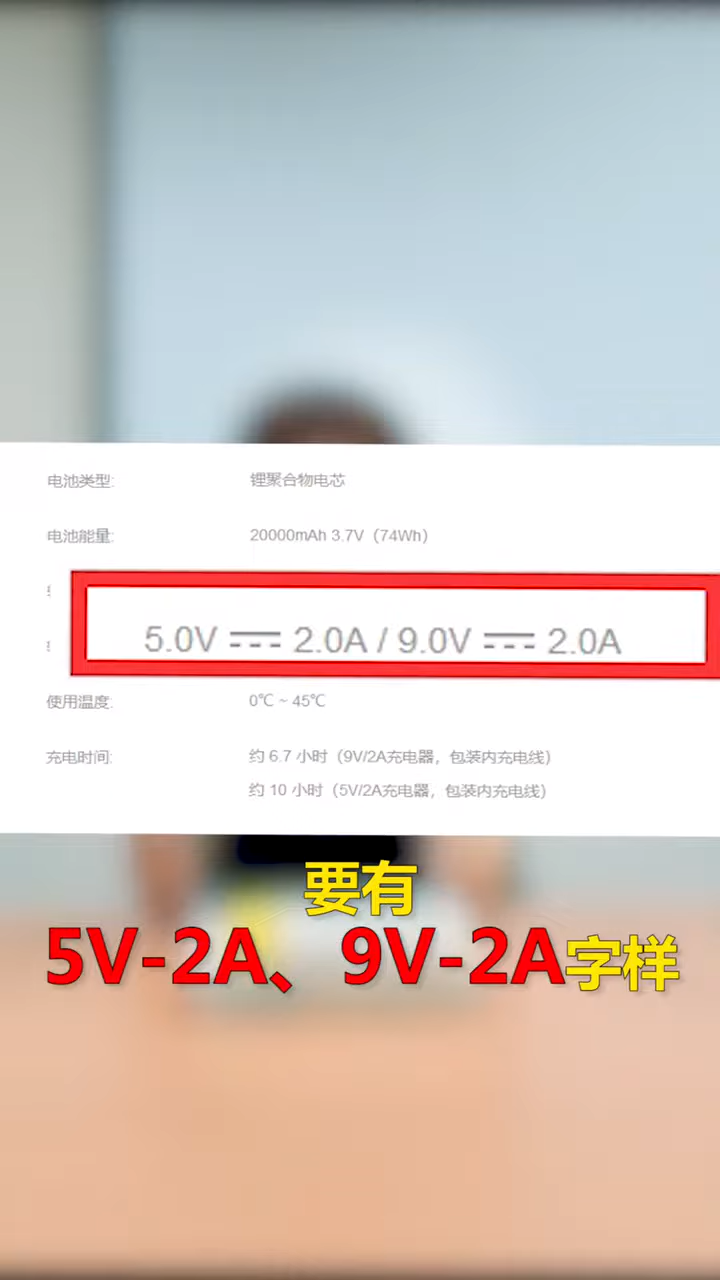 电池类型: 锂聚合物电芯
电池能量: 20000mAh 3.7V（74Wh）
5.0V ⎓ 2.0A / 9.0V ⎓ 2.0A
使用温度: 0℃ ~ 45℃
充电时间: 约 6.7 小时（9V/2A充电器，包装内充电线）
约 10 小时（5V/2A充电器，包装内充电线）
要有
5V-2A、9V-2A字样